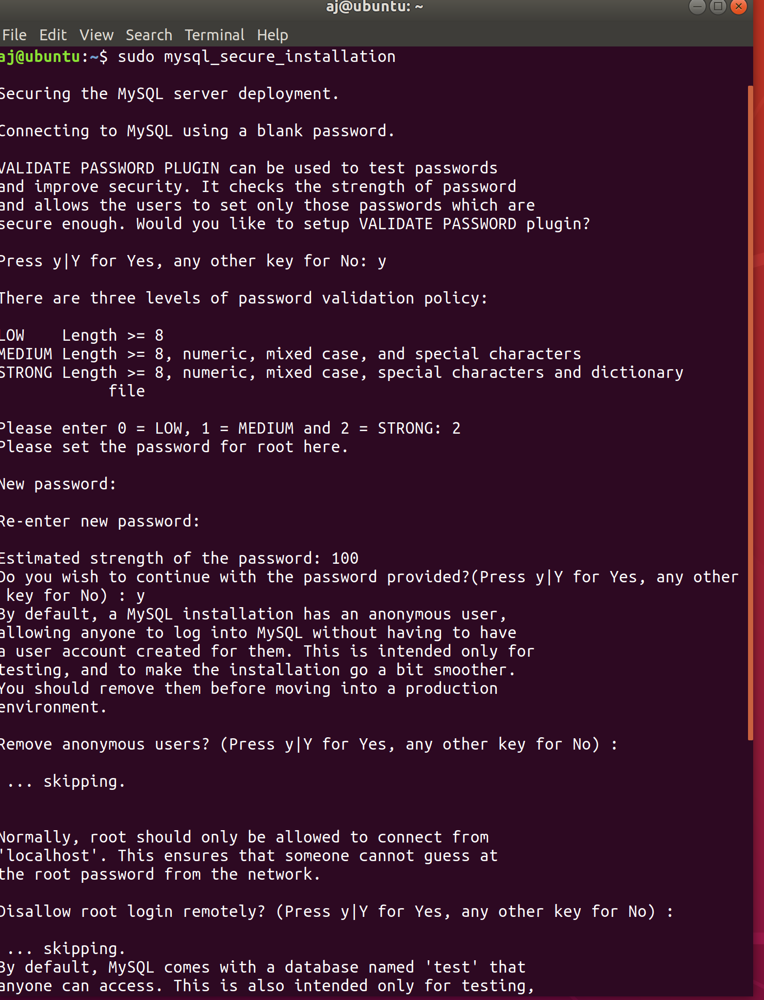 aj@ubuntu: ~
File Edit View Search Terminal Help
aj@ubuntu:~$ sudo mysql_secure_installation
Securing the MySQL server deployment.
Connecting to MySQL using a blank password.
VALIDATE PASSWORD PLUGIN can be used to test passwords
and improve security. It checks the strength of password
and allows the users to set only those passwords which are
secure enough. Would you like to setup VALIDATE PASSWORD plugin?
Press y|Y for Yes, any other key for No: y
There are three levels of password validation policy:
LOW    Length >= 8
MEDIUM Length >= 8, numeric, mixed case, and special characters
STRONG Length >= 8, numeric, mixed case, special characters and dictionary
            file
Please enter 0 = LOW, 1 = MEDIUM and 2 = STRONG: 2
Please set the password for root here.
New password:
Re-enter new password:
Estimated strength of the password: 100
Do you wish to continue with the password provided?(Press y|Y for Yes, any other
 key for No) : y
By default, a MySQL installation has an anonymous user,
allowing anyone to log into MySQL without having to have
a user account created for them. This is intended only for
testing, and to make the installation go a bit smoother.
You should remove them before moving into a production
environment.
Remove anonymous users? (Press y|Y for Yes, any other key for No) :
 ... skipping.
Normally, root should only be allowed to connect from
'localhost'. This ensures that someone cannot guess at
the root password from the network.
Disallow root login remotely? (Press y|Y for Yes, any other key for No) :
 ... skipping.
By default, MySQL comes with a database named 'test' that
anyone can access. This is also intended only for testing,